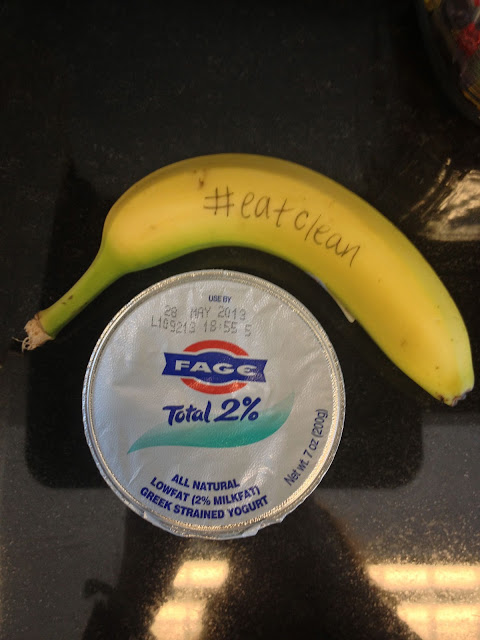 #eatclean
USE BY
28 MAY 2013
L169213 18:55 5
FAGE
Total 2%
Net wt. 7 oz (200g)
ALL NATURAL
LOWFAT (2% MILKFAT)
GREEK STRAINED YOGURT